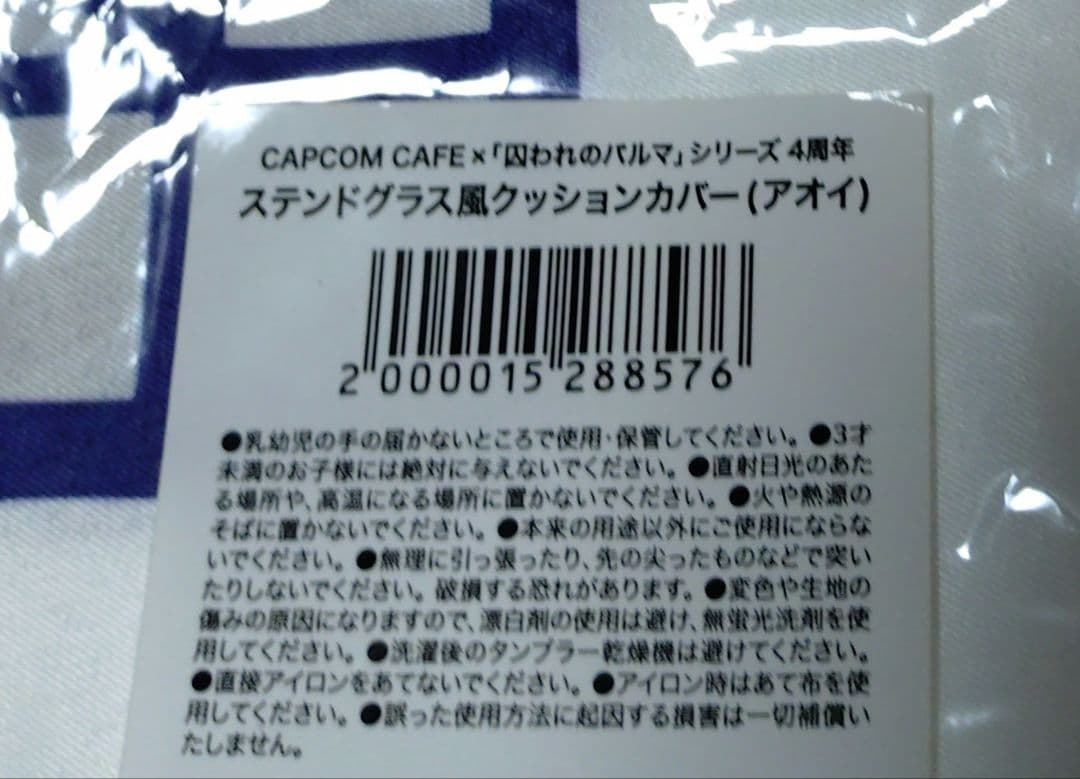 CAPCOM CAFE×「囚われのパルマ」シリーズ 4周年
ステンドグラス風クッションカバー(アオイ)
2 000015 288576
●乳幼児の手の届かないところで使用・保管してください。●3才
未満のお子様には絶対に与えないでください。●直射日光のあた
る場所や、高温になる場所に置かないでください。●火や熱源の
そばに置かないでください。●本来の用途以外にご使用にならな
いでください。●無理に引っ張ったり、先の尖ったものなどで突い
たりしないでください。破損する恐れがあります。●変色や生地の
傷みの原因になりますので、漂白剤の使用は避け、無蛍光洗剤を使
用してください。●洗濯後のタンブラー乾燥機は避けてください。
●直接アイロンをあてないでください。●アイロン時はあて布を使
用してください。●誤った使用方法に起因する損害は一切補償い
たしません。